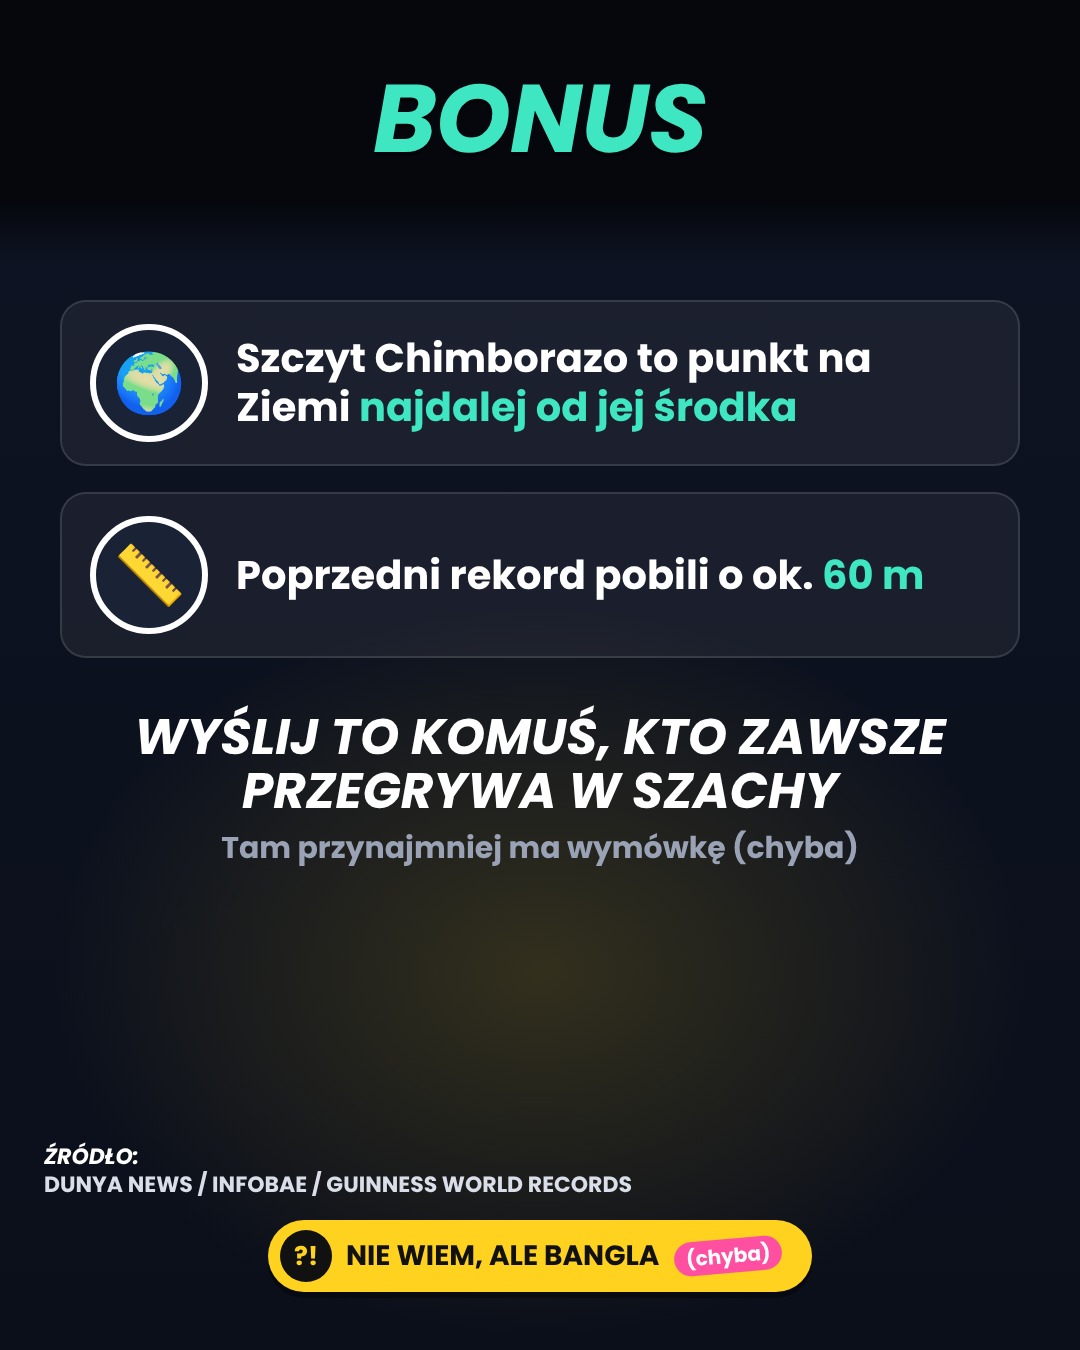 BONUS
Szczyt Chimborazo to punkt na
Ziemi najdalej od jej środka
Poprzedni rekord pobili o ok. 60 m
WYŚLIJ TO KOMUŚ, KTO ZAWSZE
PRZEGRYWA W SZACHY
Tam przynajmniej ma wymówkę (chyba)
ŹRÓDŁO:
DUNYA NEWS / INFOBAE / GUINNESS WORLD RECORDS
?! NIE WIEM, ALE BANGLA (chyba)